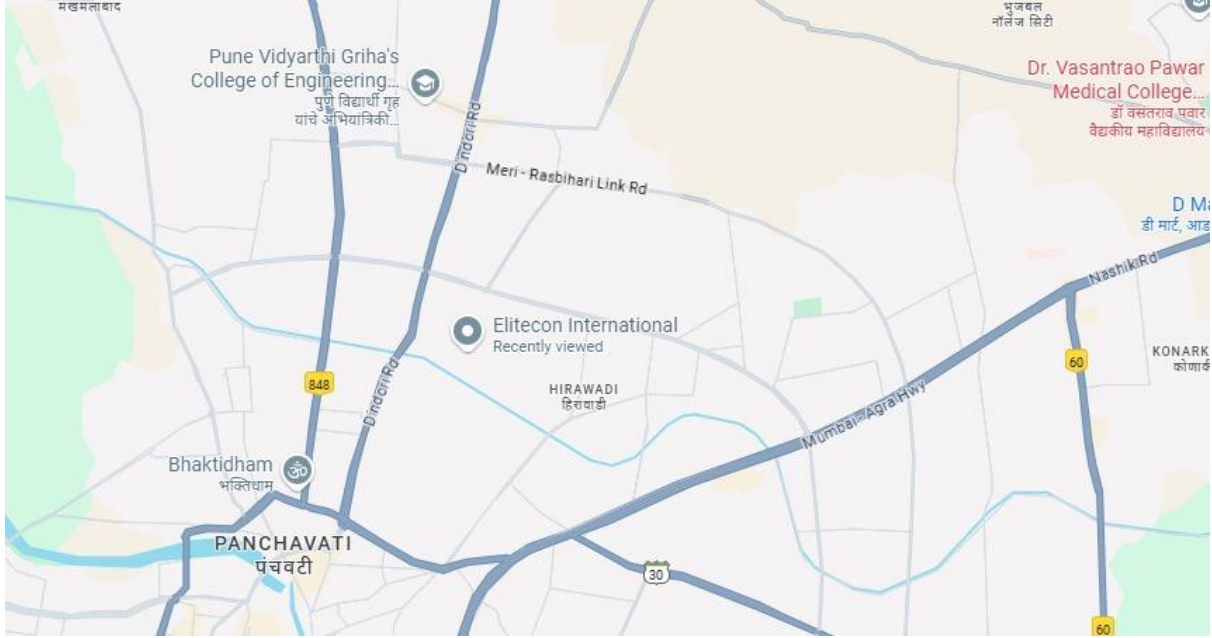 मखमलाबाद
भुजबल
नॉलेज सिटी
Pune Vidyarthi Griha's
College of Engineering...
पुणे विद्यार्थी गृह
यांचे अभियांत्रिकी...
Dr. Vasantrao Pawar
Medical College...
डॉ वसंतराव पवार
वैद्यकीय महाविद्यालय
Dindori Rd
Meri - Rasbihari Link Rd
D Ma
डी मार्ट, आड
Nashik Rd
Elitecon International
Recently viewed
KONARK
कोणार्क
60
848
Dindori Rd
HIRAWADI
हिरावाडी
Mumbai - Agra Hwy
Bhaktidham
भक्तिधाम
PANCHAVATI
पंचवटी
30
60